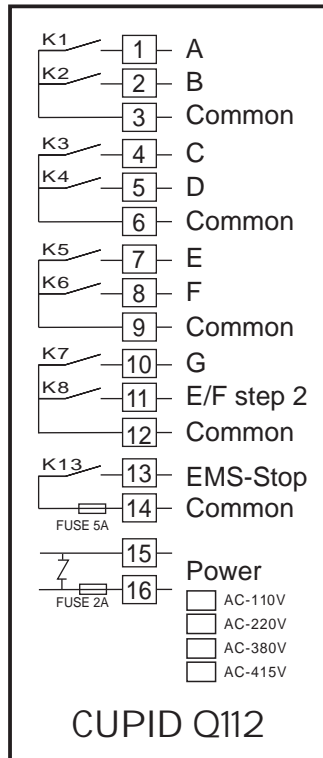 K1 1 A
K2 2 B
3 Common
K3 4 C
K4 5 D
6 Common
K5 7 E
K6 8 F
9 Common
K7 10 G
K8 11 E/F step 2
12 Common
K13 13 EMS-Stop
14 Common
FUSE 5A
15
Power
16
FUSE 2A
AC-110V
AC-220V
AC-380V
AC-415V
CUPID Q112